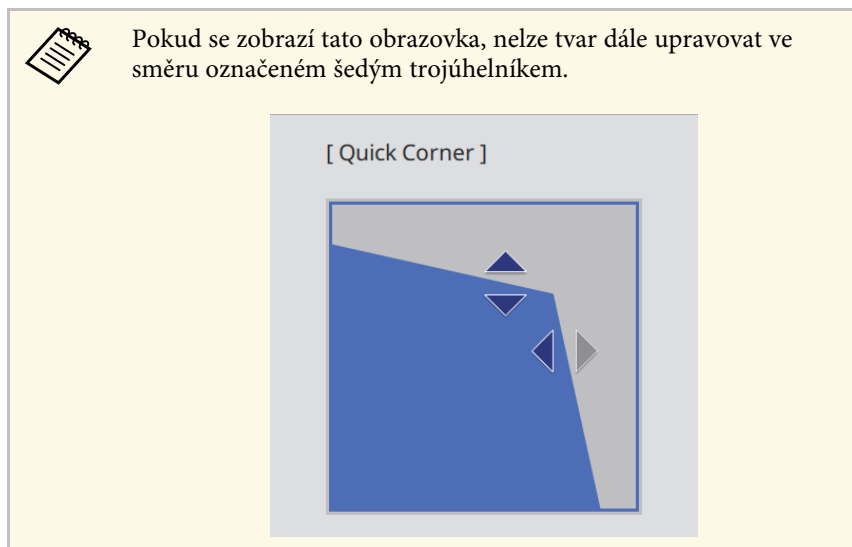 Pokud se zobrazí tato obrazovka, nelze tvar dále upravovat ve
směru označeném šedým trojúhelníkem.
[ Quick Corner ]